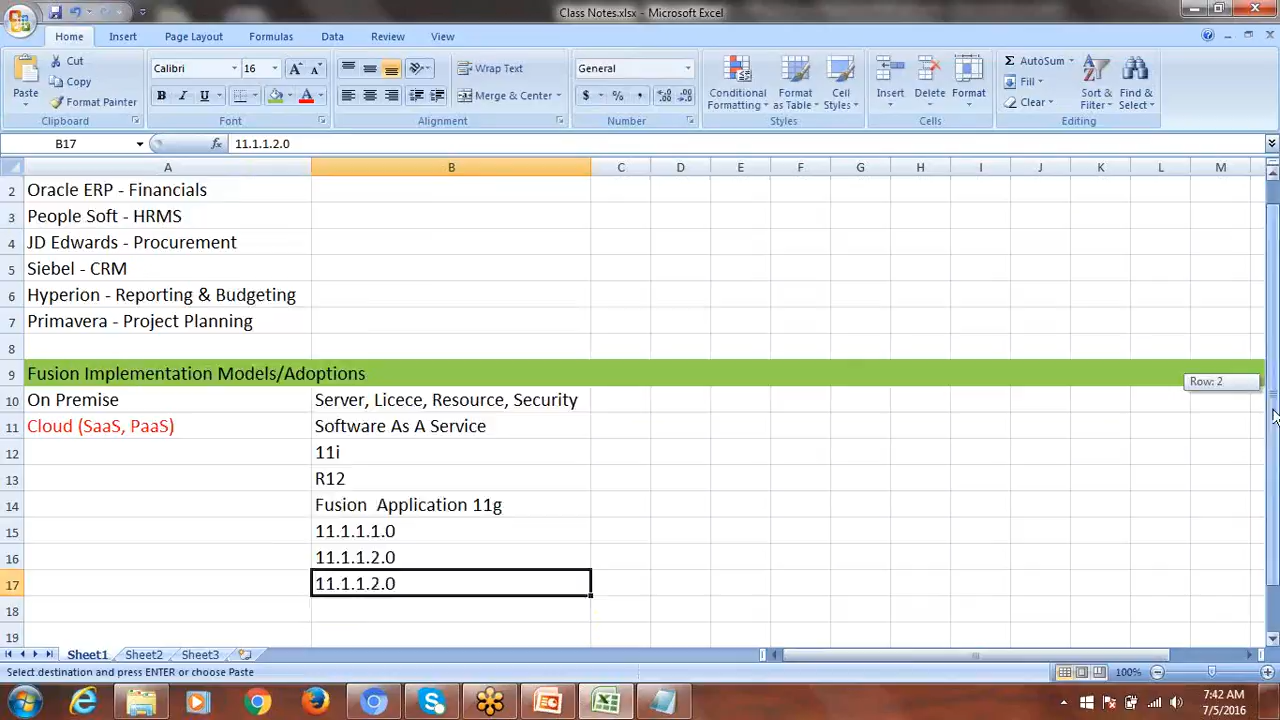 Class Notes.xlsx - Microsoft Excel
Home Insert Page Layout Formulas Data Review View
Paste
Cut
Copy
Format Painter
Clipboard
Calibri 16
B I U
Font
Wrap Text
Merge & Center
Alignment
General
$ % ,
Number
Conditional Formatting
Format as Table
Cell Styles
Styles
Insert Delete Format
Cells
AutoSum
Fill
Clear
Sort & Filter
Find & Select
Editing
B17 fx 11.1.1.2.0
A B C D E F G H I J K L M
2 Oracle ERP - Financials
3 People Soft - HRMS
4 JD Edwards - Procurement
5 Siebel - CRM
6 Hyperion - Reporting & Budgeting
7 Primavera - Project Planning
8
9 Fusion Implementation Models/Adoptions
Row: 2
10 On Premise Server, Licece, Resource, Security
11 Cloud (SaaS, PaaS) Software As A Service
12 11i
13 R12
14 Fusion  Application 11g
15 11.1.1.1.0
16 11.1.1.2.0
17 11.1.1.2.0
18
19
Sheet1 Sheet2 Sheet3
Select destination and press ENTER or choose Paste 100%
7:42 AM
7/5/2016